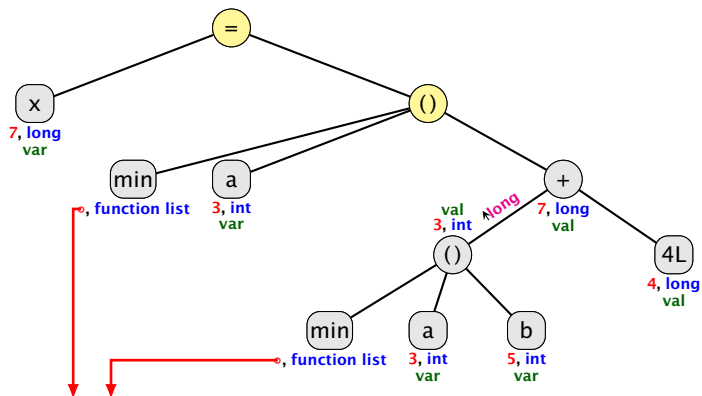 =
x
()
7, long
var
min
a
+
, function list
3, int
var
long
7, long
val
val
3, int
()
4L
4, long
val
min
a
b
, function list
3, int
var
5, int
var